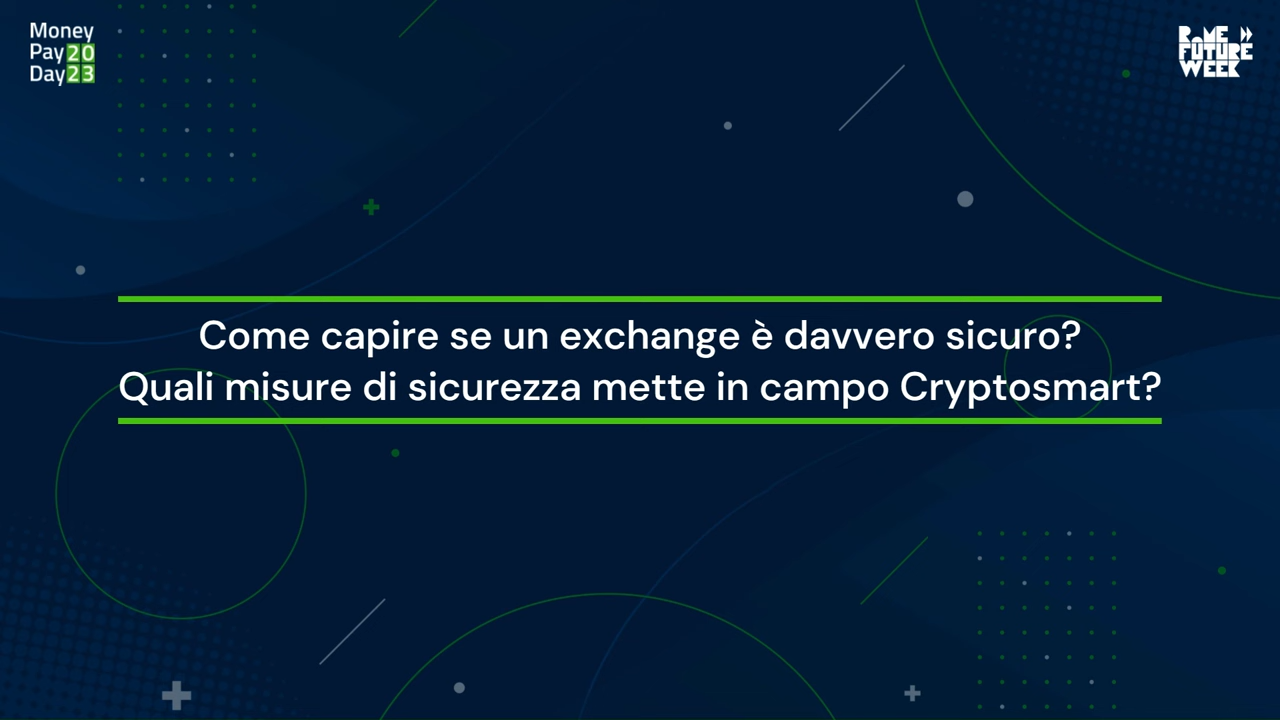 Money
Pay 20
Day 23
ROME
FUTURE
WEEK
Come capire se un exchange è davvero sicuro?
Quali misure di sicurezza mette in campo Cryptosmart?